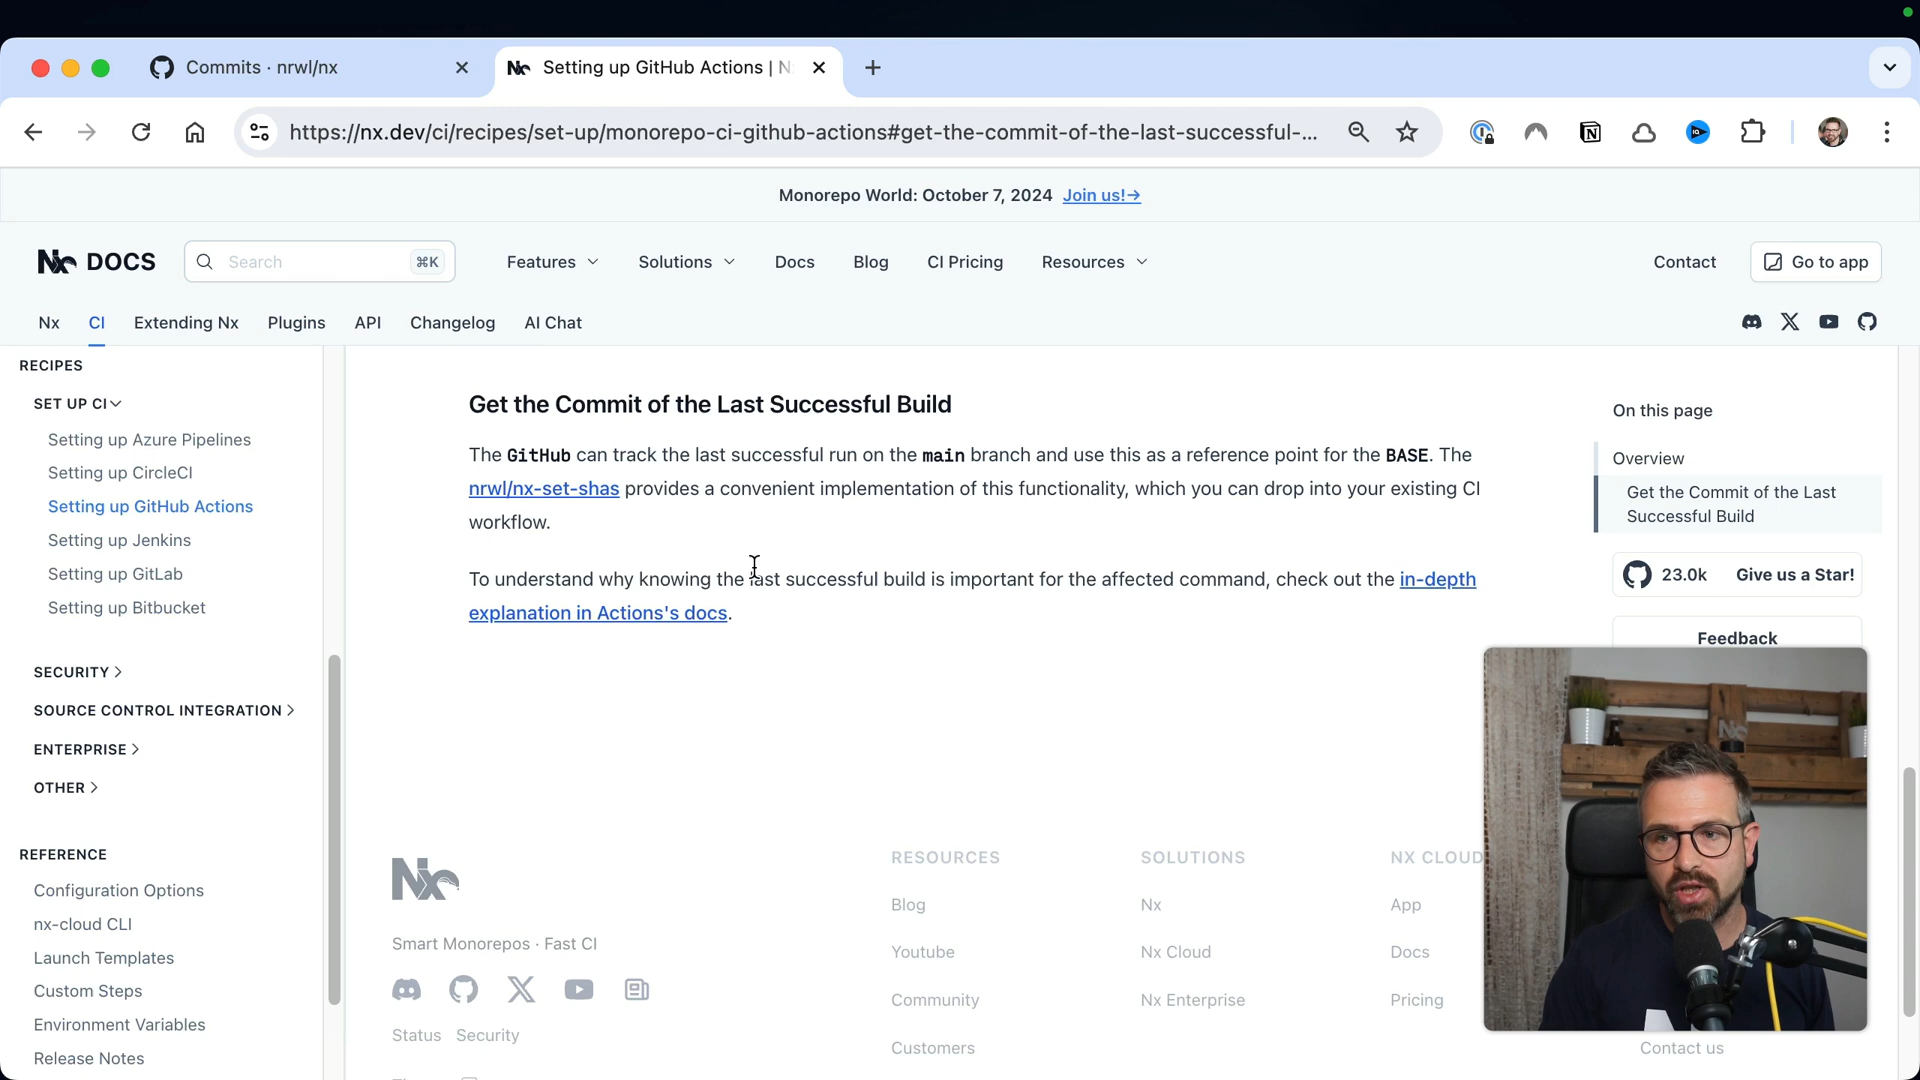 Commits · nrwl/nx
Setting up GitHub Actions | N
https://nx.dev/ci/recipes/set-up/monorepo-ci-github-actions#get-the-commit-of-the-last-successful-...
Monorepo World: October 7, 2024 Join us!→
Nx DOCS
Search
⌘K
Features
Solutions
Docs
Blog
CI Pricing
Resources
Contact
Go to app
Nx
CI
Extending Nx
Plugins
API
Changelog
AI Chat
RECIPES
SET UP CI
Setting up Azure Pipelines
Setting up CircleCI
Setting up GitHub Actions
Setting up Jenkins
Setting up GitLab
Setting up Bitbucket
SECURITY
SOURCE CONTROL INTEGRATION
ENTERPRISE
OTHER
REFERENCE
Configuration Options
nx-cloud CLI
Launch Templates
Custom Steps
Environment Variables
Release Notes
Get the Commit of the Last Successful Build
The GitHub can track the last successful run on the main branch and use this as a reference point for the BASE. The
nrwl/nx-set-shas provides a convenient implementation of this functionality, which you can drop into your existing CI
workflow.
To understand why knowing the last successful build is important for the affected command, check out the in-depth
explanation in Actions's docs.
On this page
Overview
Get the Commit of the Last
Successful Build
23.0k Give us a Star!
Feedback
Nx
Smart Monorepos · Fast CI
Status Security
RESOURCES
Blog
Youtube
Community
Customers
SOLUTIONS
Nx
Nx Cloud
Nx Enterprise
NX CLOUD
App
Docs
Pricing
Contact us